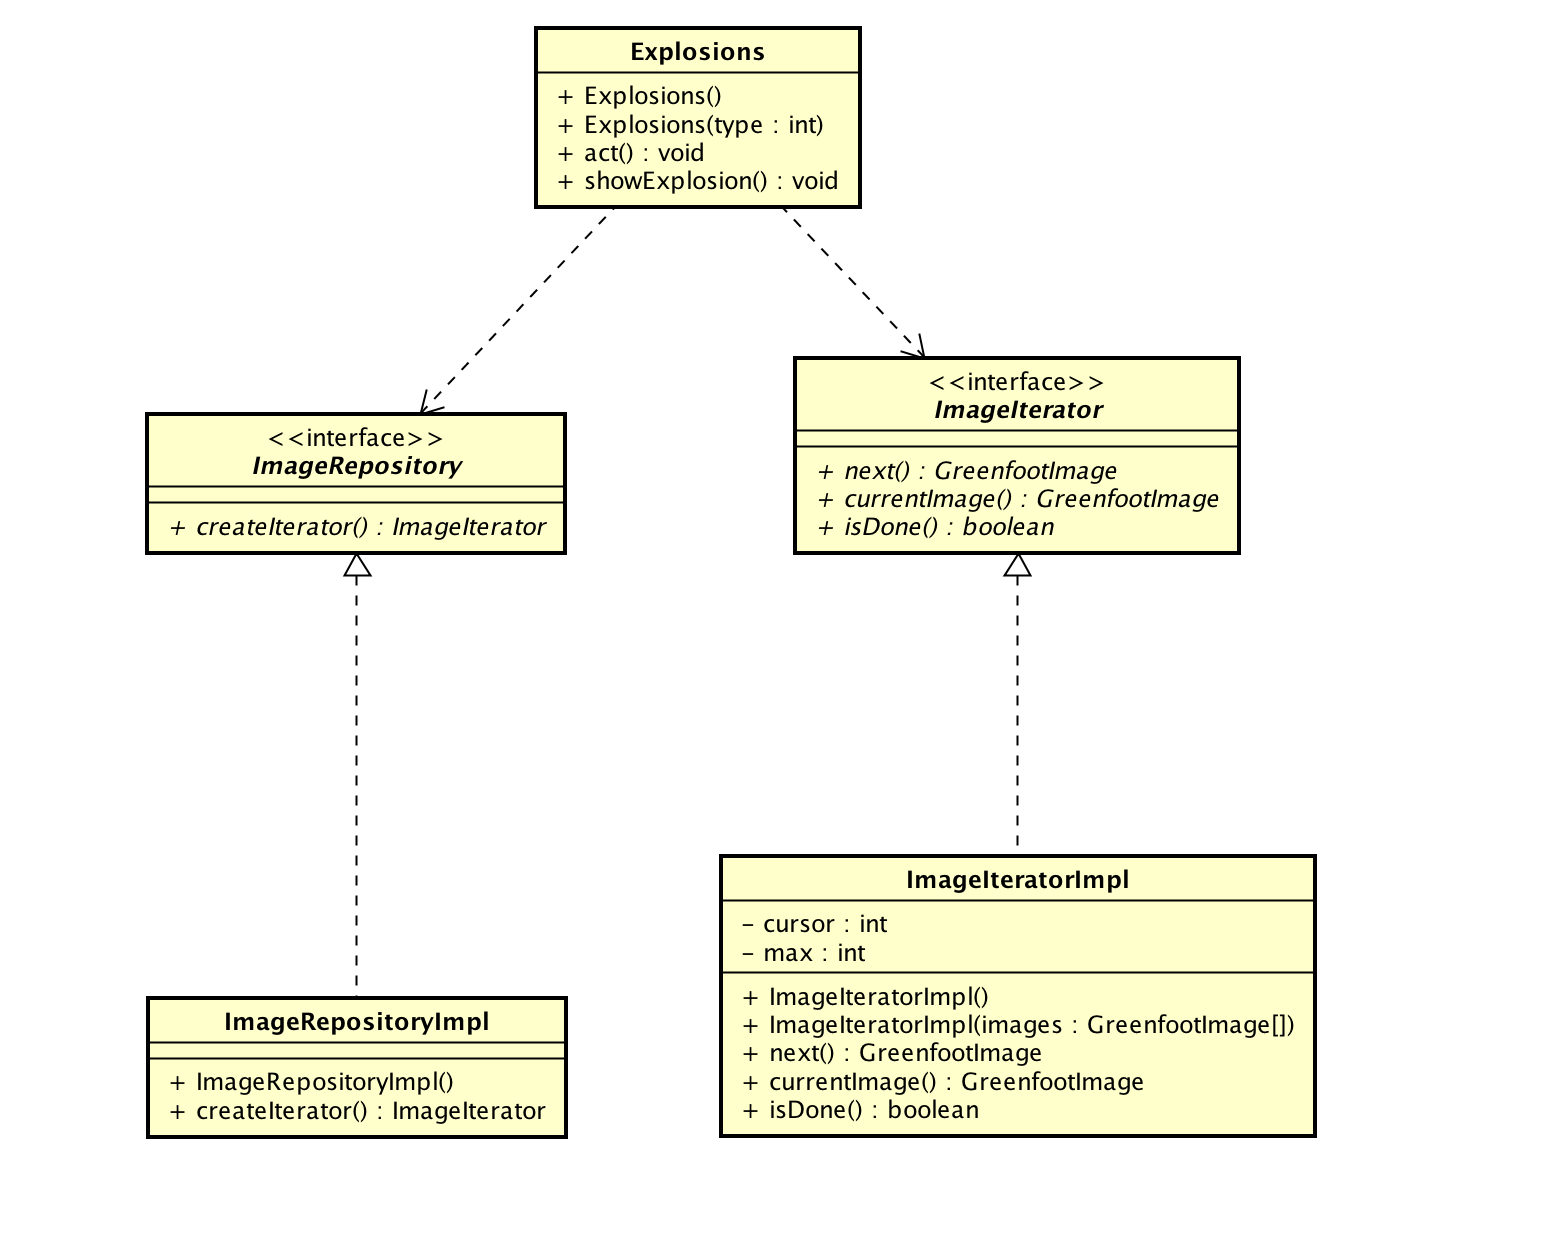 Explosions
+ Explosions()
+ Explosions(type : int)
+ act() : void
+ showExplosion() : void
<<interface>>
ImageRepository
+ createIterator() : ImageIterator
<<interface>>
ImageIterator
+ next() : GreenfootImage
+ currentImage() : GreenfootImage
+ isDone() : boolean
ImageRepositoryImpl
+ ImageRepositoryImpl()
+ createIterator() : ImageIterator
ImageIteratorImpl
– cursor : int
– max : int
+ ImageIteratorImpl()
+ ImageIteratorImpl(images : GreenfootImage[])
+ next() : GreenfootImage
+ currentImage() : GreenfootImage
+ isDone() : boolean